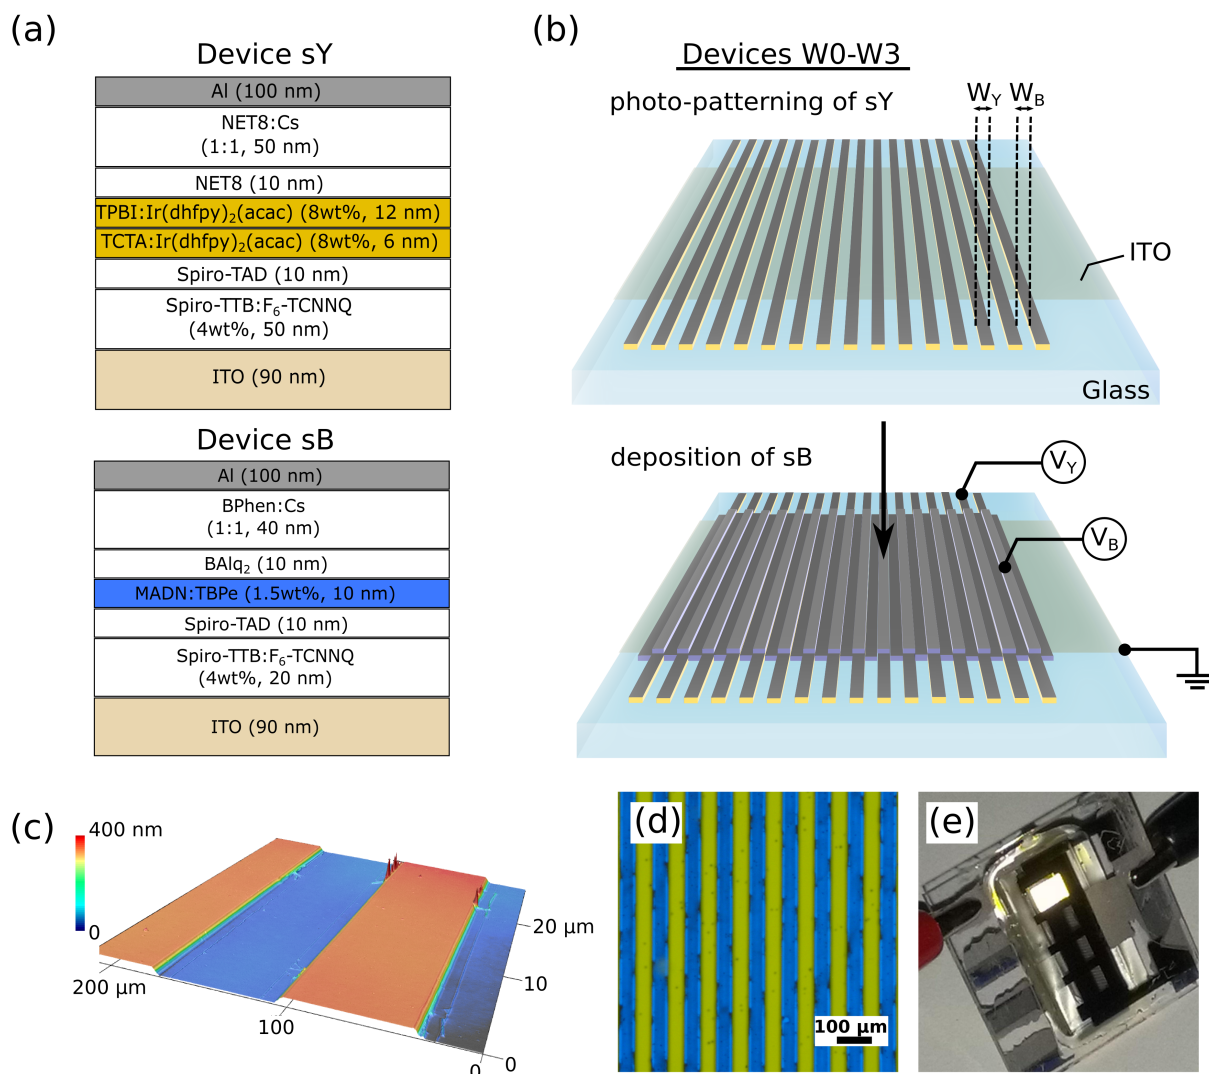 (a)
Device sY
Al (100 nm)
NET8:Cs
(1:1, 50 nm)
NET8 (10 nm)
TPBI:Ir(dhfpy)₂(acac) (8wt%, 12 nm)
TCTA:Ir(dhfpy)₂(acac) (8wt%, 6 nm)
Spiro-TAD (10 nm)
Spiro-TTB:F₆-TCNNQ
(4wt%, 50 nm)
ITO (90 nm)
Device sB
Al (100 nm)
BPhen:Cs
(1:1, 40 nm)
BAlq₂ (10 nm)
MADN:TBPe (1.5wt%, 10 nm)
Spiro-TAD (10 nm)
Spiro-TTB:F₆-TCNNQ
(4wt%, 20 nm)
ITO (90 nm)
(b)
Devices W0-W3
photo-patterning of sY
W_Y W_B
ITO
Glass
deposition of sB
V_Y
V_B
(c)
400 nm
0
200 µm
100
0
0
10
20 µm
(d)
100 µm
(e)